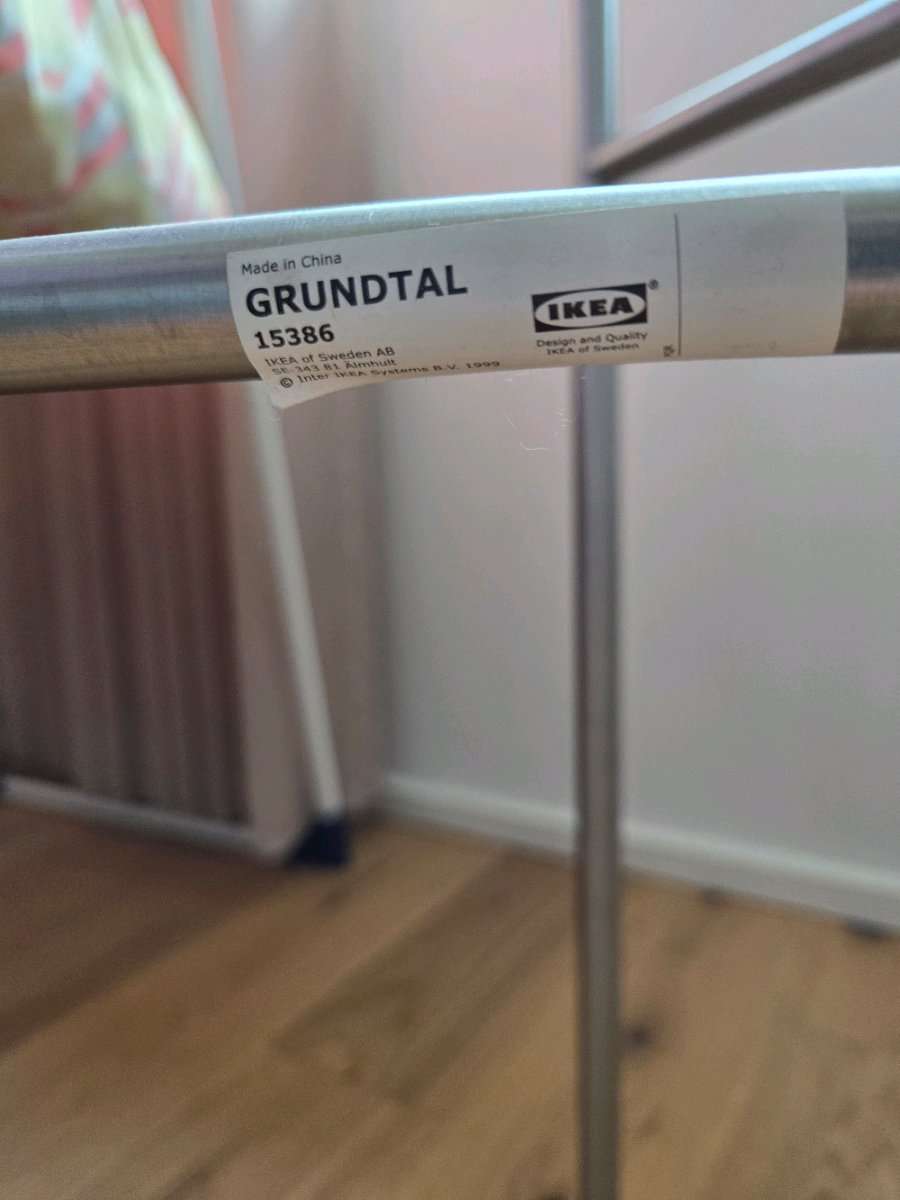 Made in China
GRUNDTAL
15386
IKEA of Sweden AB
SE-343 81 Älmhult
© Inter IKEA Systems B.V. 1999
IKEA®
Design and Quality
IKEA of Sweden